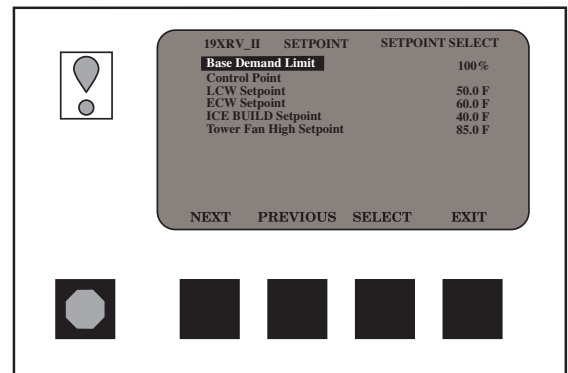 19XRV_II SETPOINT SETPOINT SELECT
Base Demand Limit 100%
Control Point
LCW Setpoint 50.0 F
ECW Setpoint 60.0 F
ICE BUILD Setpoint 40.0 F
Tower Fan High Setpoint 85.0 F
NEXT PREVIOUS SELECT EXIT